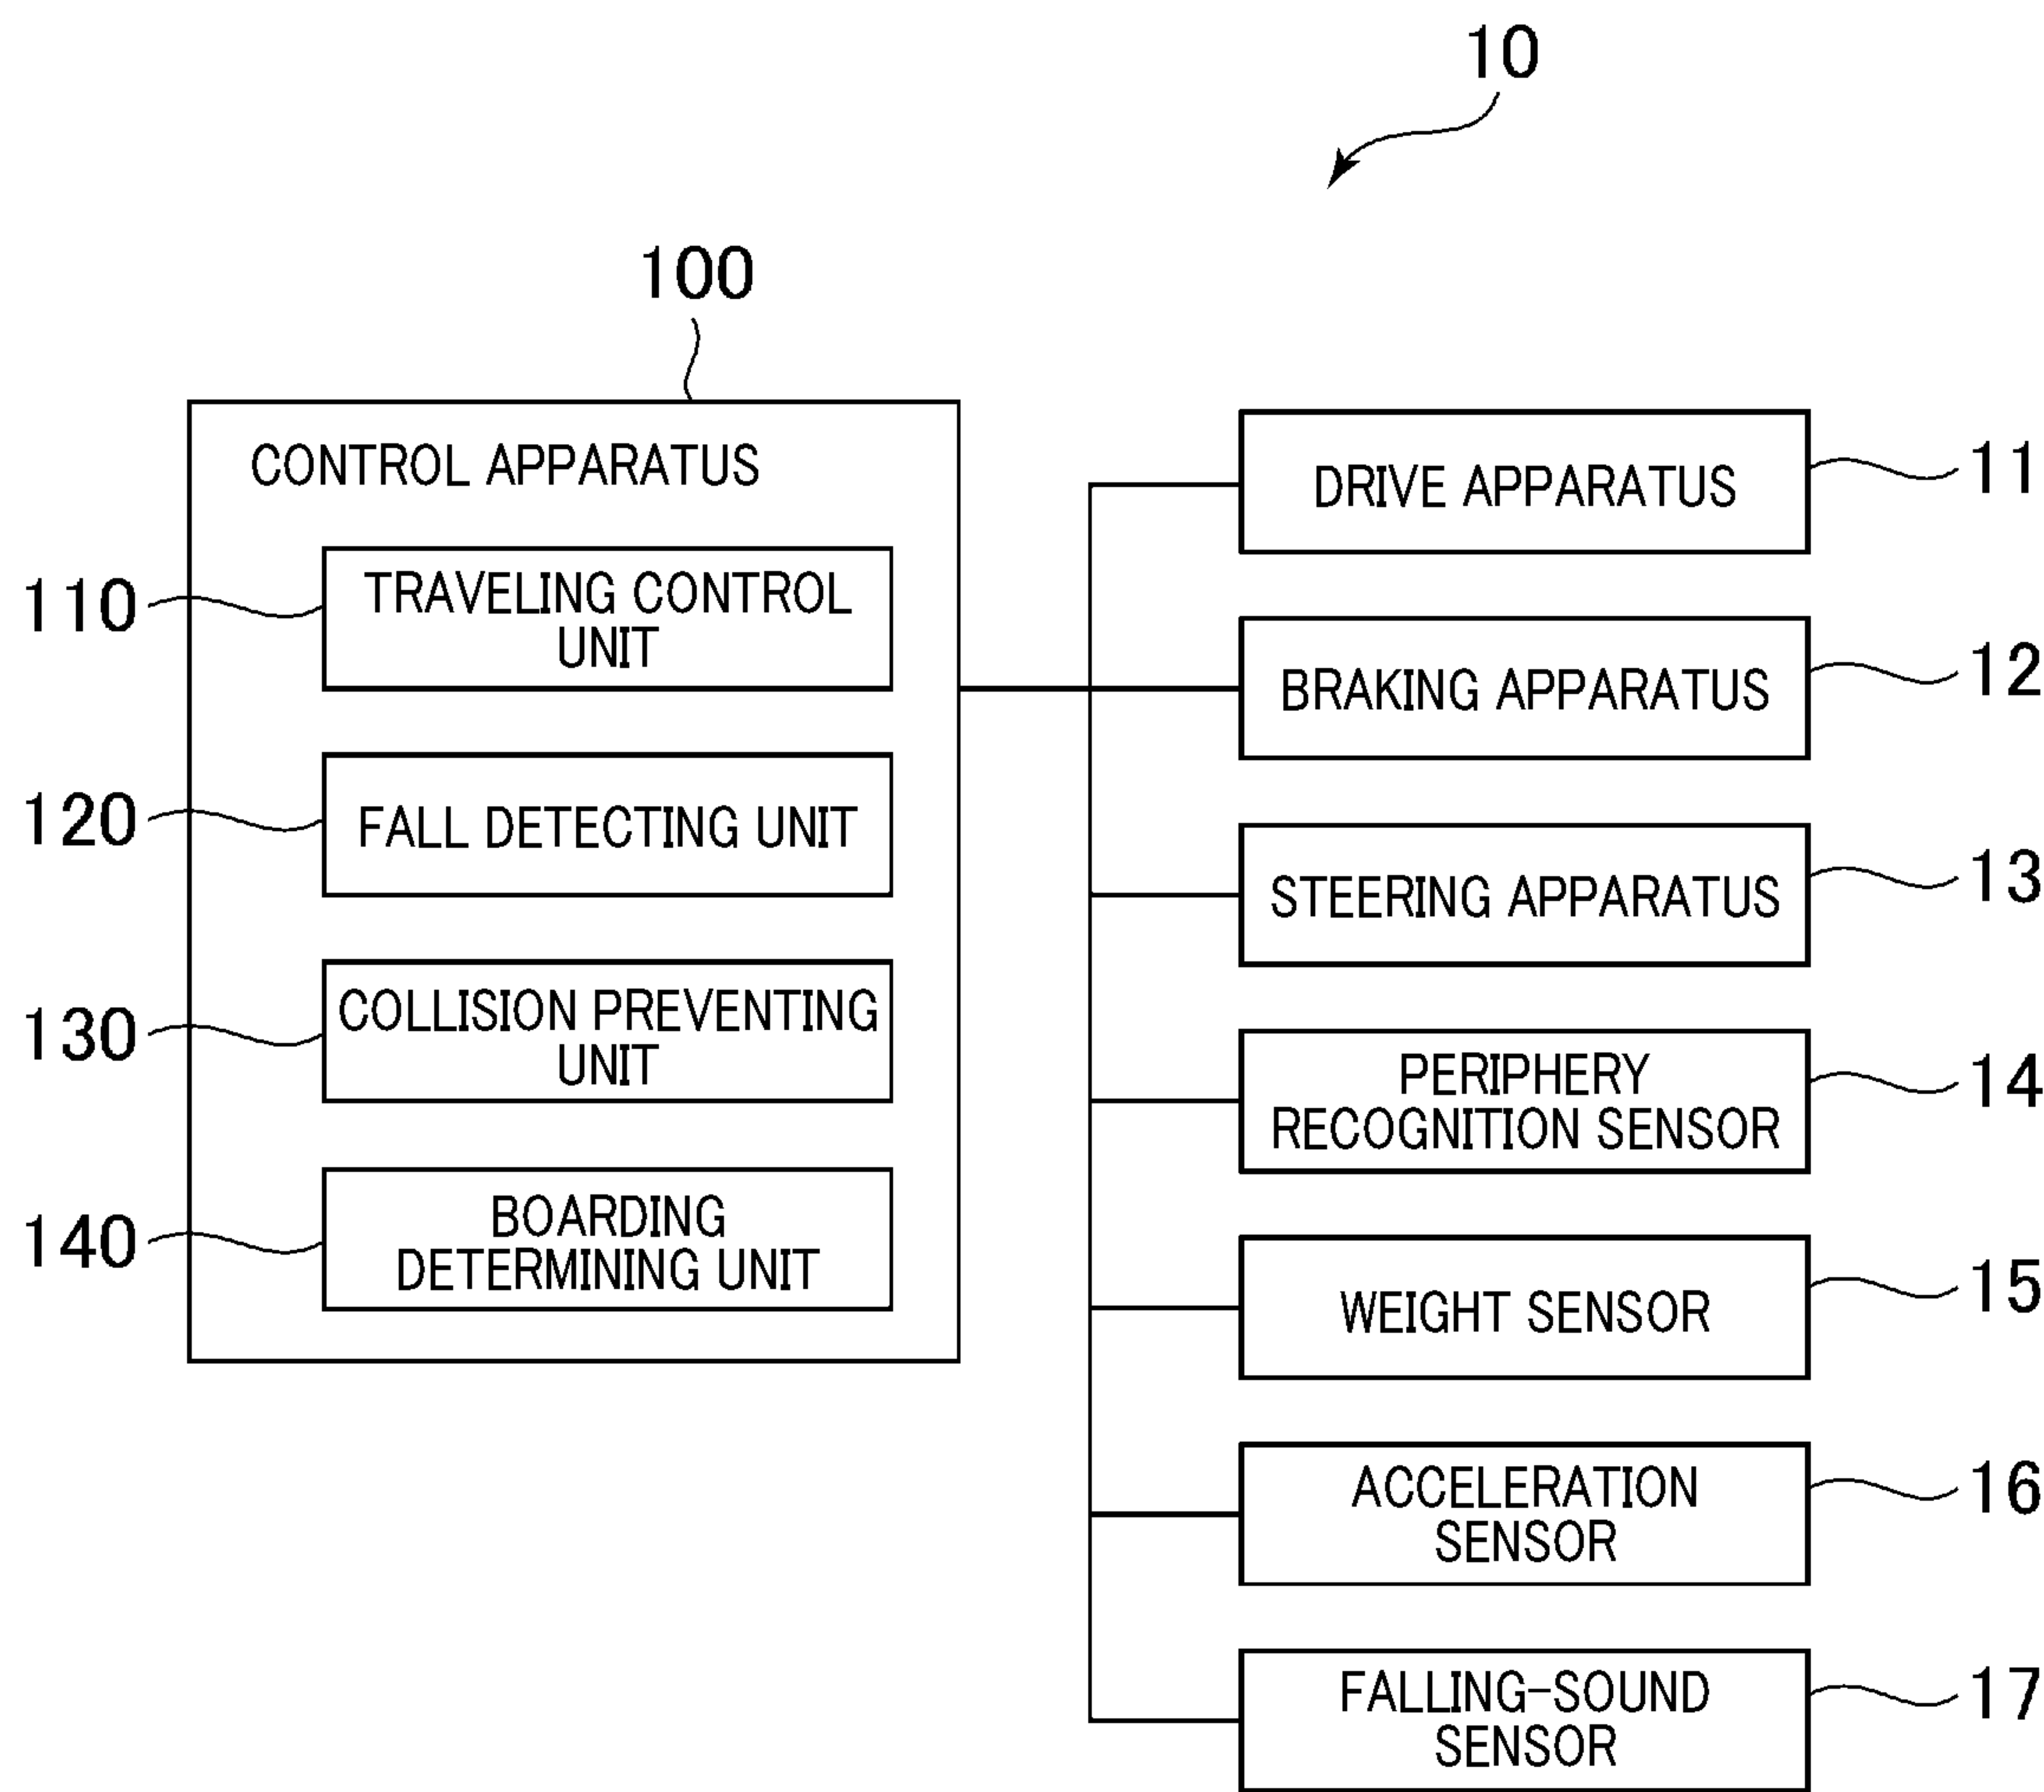 10
100
CONTROL APPARATUS
110
TRAVELING CONTROL
UNIT
120
FALL DETECTING UNIT
130
COLLISION PREVENTING
UNIT
140
BOARDING
DETERMINING UNIT
DRIVE APPARATUS
11
BRAKING APPARATUS
12
STEERING APPARATUS
13
PERIPHERY
RECOGNITION SENSOR
14
WEIGHT SENSOR
15
ACCELERATION
SENSOR
16
FALLING-SOUND
SENSOR
17